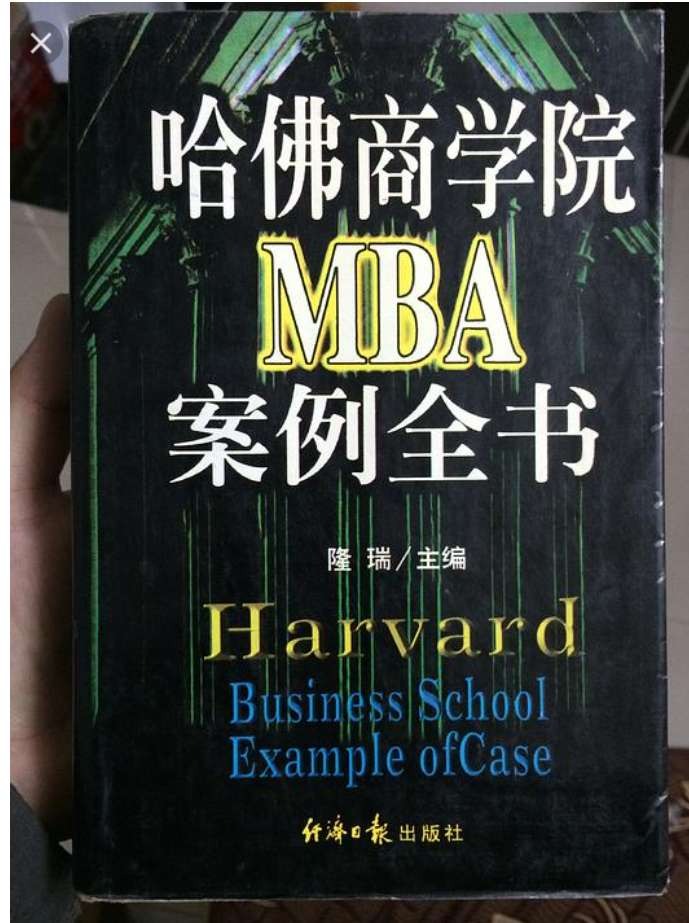 哈佛商学院
MBA
案例全书
隆 瑞/主编
Harvard
Business School
Example ofCase
经济日报出版社